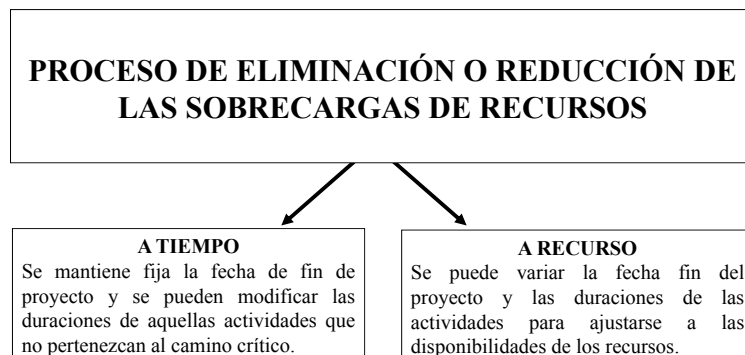 PROCESO DE ELIMINACIÓN O REDUCCIÓN DE
LAS SOBRECARGAS DE RECURSOS
A TIEMPO
Se mantiene fija la fecha de fin de
proyecto y se pueden modificar las
duraciones de aquellas actividades que
no pertenezcan al camino crítico.
A RECURSO
Se puede variar la fecha fin del
proyecto y las duraciones de las
actividades para ajustarse a las
disponibilidades de los recursos.